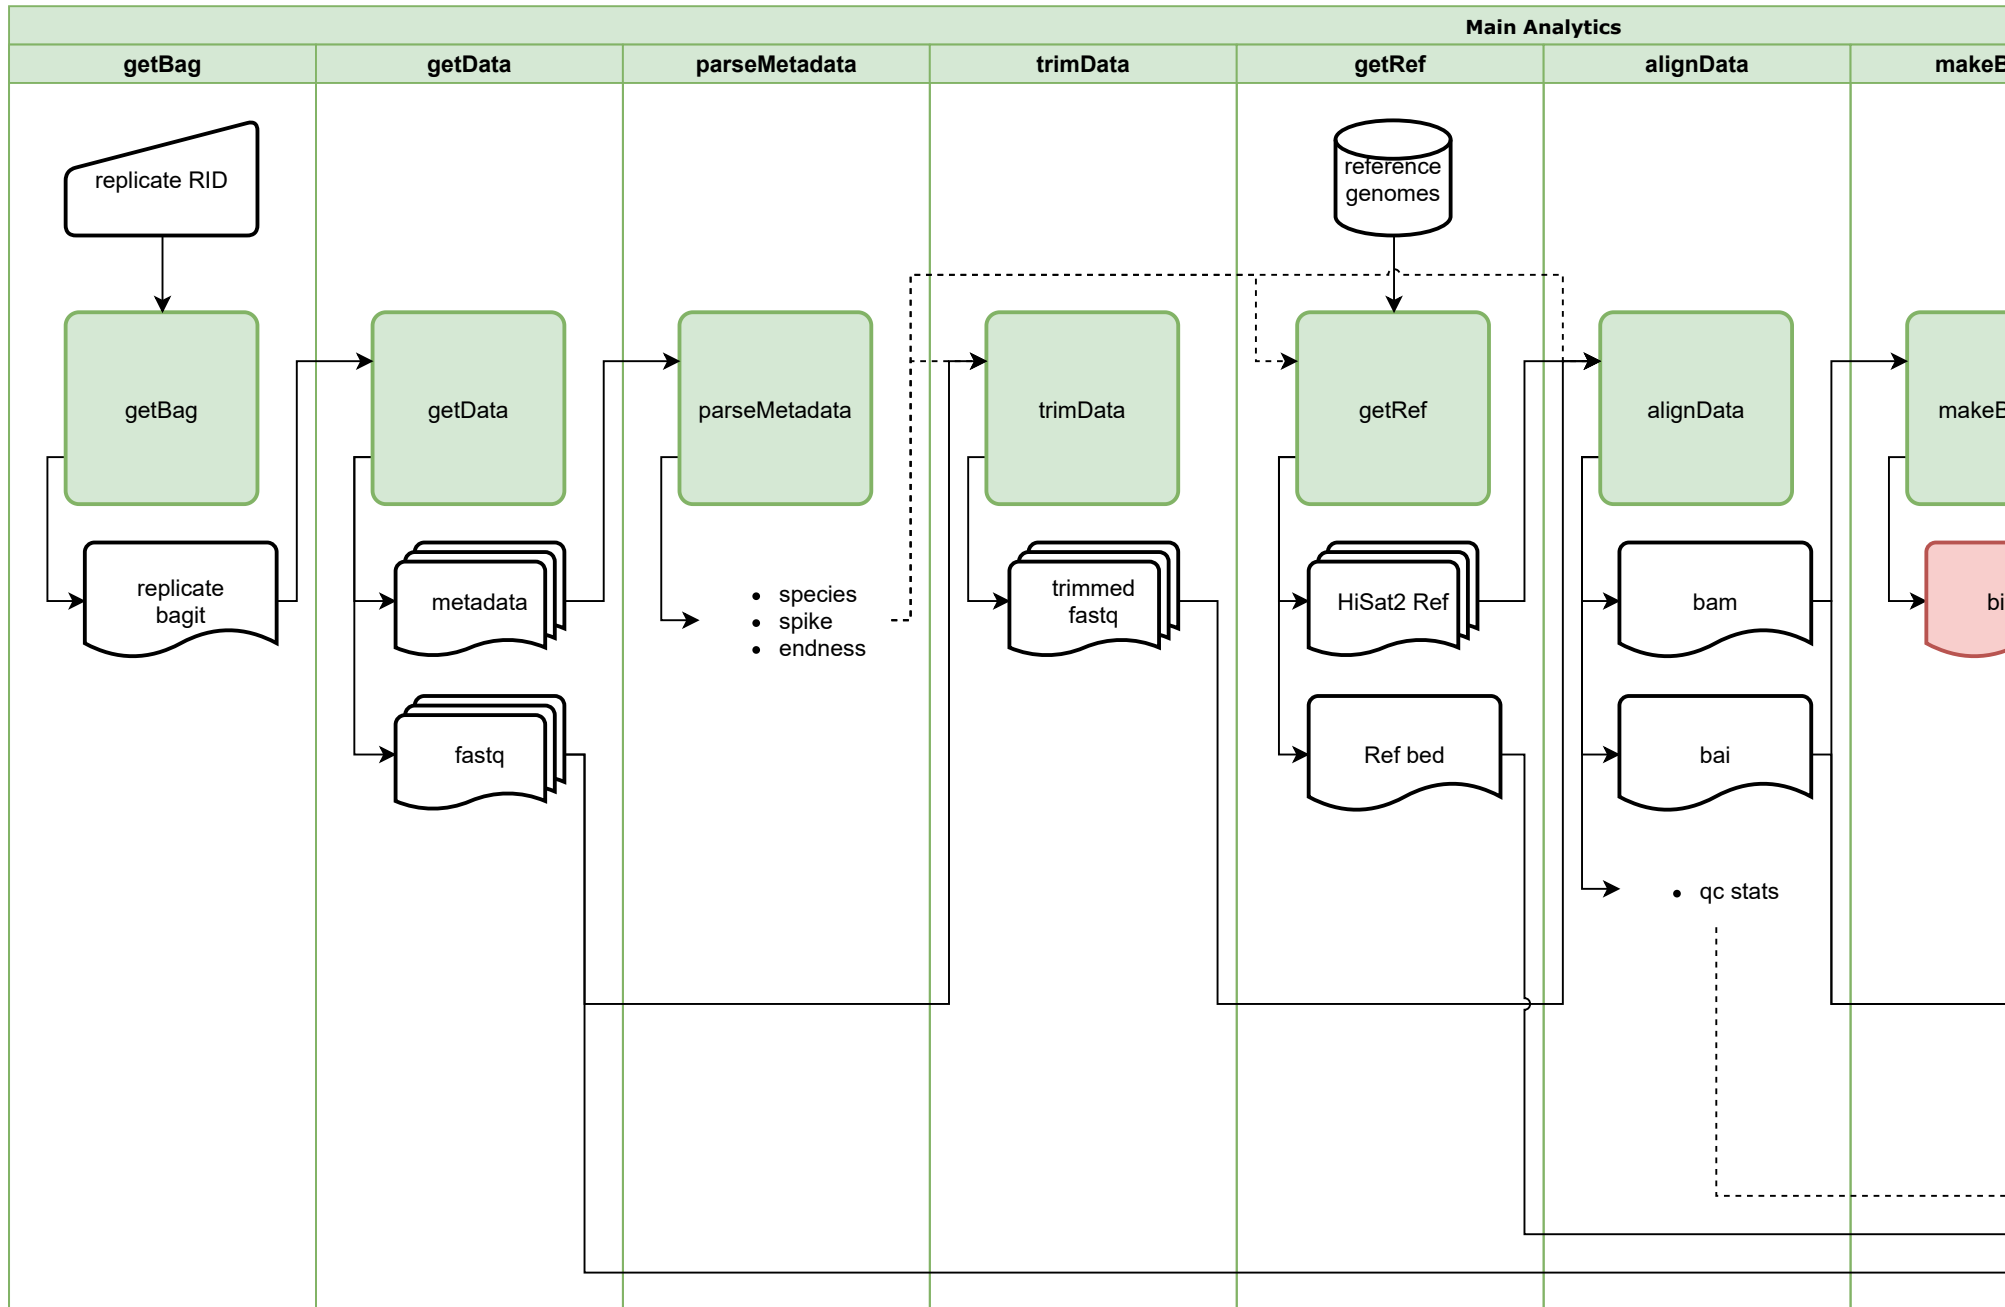 Main Analytics
getBag
getData
parseMetadata
trimData
getRef
alignData
replicate RID
reference
genomes
getBag
getData
parseMetadata
trimData
getRef
alignData
replicate
bagit
metadata
• species
• spike
• endness
trimmed
fastq
HiSat2 Ref
bam
fastq
Ref bed
bai
• qc stats